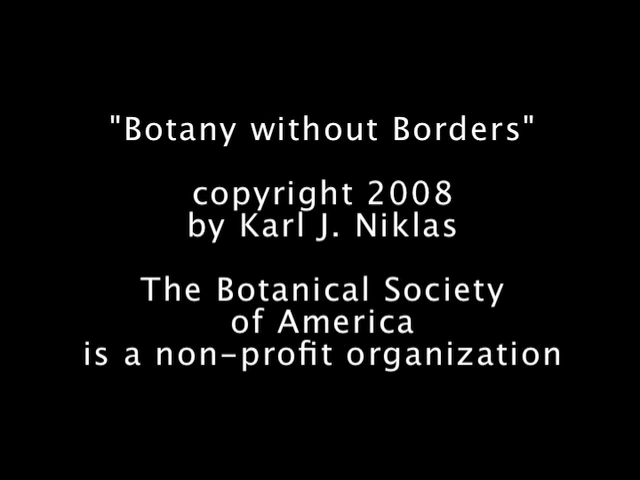 "Botany without Borders"
copyright 2008
by Karl J. Niklas
The Botanical Society
of America
is a non-profit organization